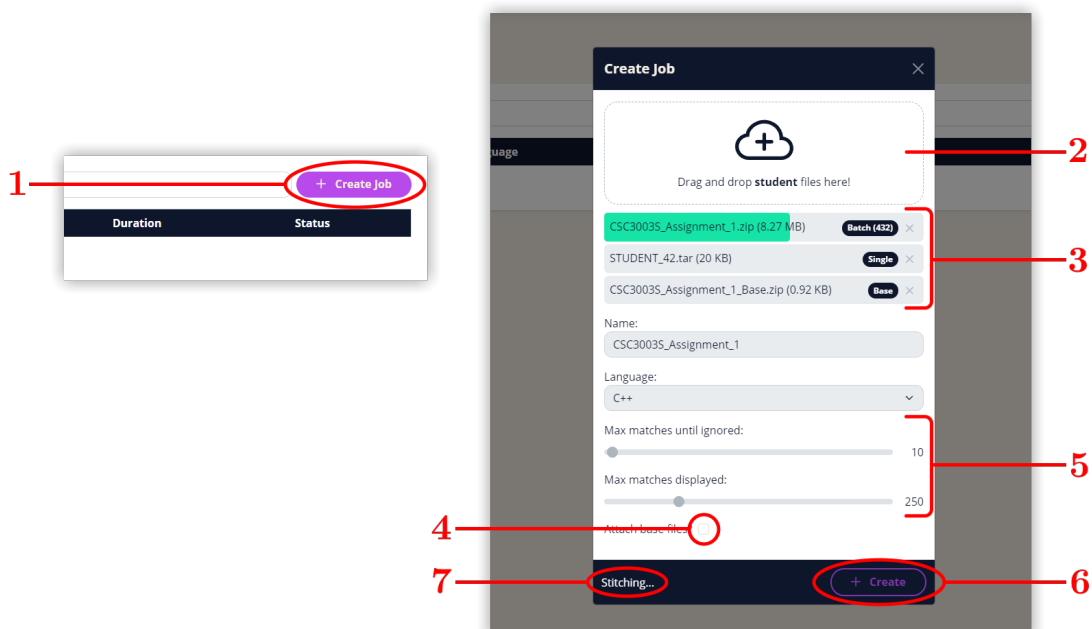 1
+ Create Job
Duration Status
uage
Create Job
2
Drag and drop student files here!
CSC3003S_Assignment_1.zip (8.27 MB) Batch (432)
STUDENT_42.tar (20 KB) Single
3
CSC3003S_Assignment_1_Base.zip (0.92 KB) Base
Name:
CSC3003S_Assignment_1
Language:
C++
Max matches until ignored:
10
5
Max matches displayed:
250
4 Attach base files
7 Stitching... + Create 6